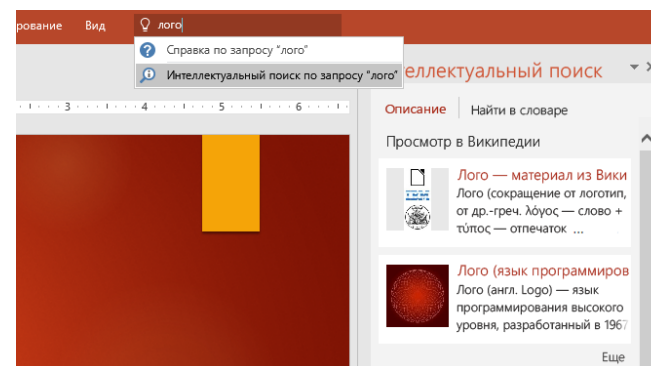 рование Вид лого
Справка по запросу “лого”
Интеллектуальный поиск по запросу “лого”
еллектуальный поиск
3 4 5 6
Описание Найти в словаре
Просмотр в Википедии
Лого — материал из Вики
Лого (сокращение от логотип,
от др.-греч. λόγος — слово +
τύπος — отпечаток ...
Лого (язык программиров
Лого (англ. Logo) — язык
программирования высокого
уровня, разработанный в 1967
Еще